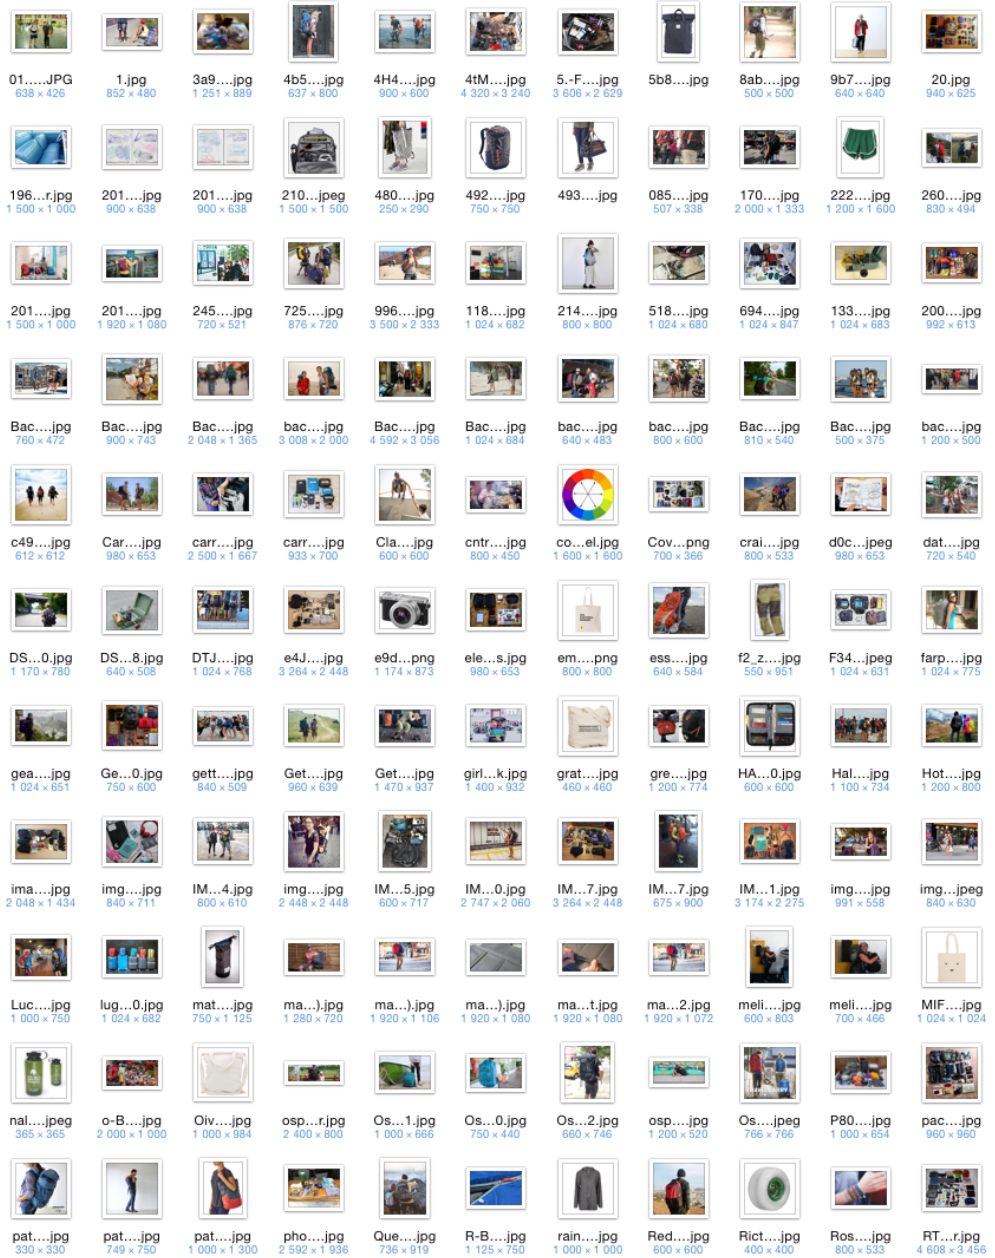 01.....JPG 1.jpg 3a9....jpg 4b5....jpg 4H4....jpg 4tM....jpg 5.-F....jpg 5b8....jpg 8ab....jpg 9b7....jpg 20.jpg
638 × 426 852 × 480 1 251 × 889 637 × 800 900 × 600 4 320 × 3 240 3 606 × 2 629 500 × 500 640 × 640 940 × 625
196...r.jpg 201....jpg 201....jpg 210...jpeg 480....jpg 492....jpg 493....jpg 085....jpg 170....jpg 222....jpg 260....jpg
1 500 × 1 000 900 × 638 900 × 638 1 500 × 1 500 250 × 290 750 × 750 507 × 338 2 000 × 1 333 1 200 × 1 600 830 × 494
201....jpg 201....jpg 245....jpg 725....jpg 996....jpg 118....jpg 214....jpg 518....jpg 694....jpg 133....jpg 200....jpg
1 500 × 1 000 1 920 × 1 080 720 × 521 876 × 720 3 500 × 2 333 1 024 × 682 800 × 800 1 024 × 680 1 024 × 847 1 024 × 683 992 × 613
Bac....jpg Bac....jpg Bac....jpg bac....jpg Bac....jpg Bac....jpg bac....jpg bac....jpg Bac....jpg Bac....jpg bac....jpg
760 × 472 900 × 743 2 048 × 1 365 3 008 × 2 000 4 592 × 3 056 1 024 × 684 640 × 483 800 × 600 810 × 540 500 × 375 1 200 × 500
c49....jpg Car....jpg carr....jpg carr....jpg Cla....jpg cntr....jpg co...el.jpg Cov...png crai....jpg d0c...jpeg dat....jpg
612 × 612 980 × 653 2 500 × 1 667 933 × 700 600 × 600 800 × 450 1 600 × 1 600 700 × 366 800 × 533 980 × 653 720 × 540
DS...0.jpg DS...8.jpg DTJ....jpg e4J....jpg e9d...png ele...s.jpg em....png ess....jpg f2_z....jpg F34...jpeg farp....jpg
1 170 × 780 640 × 508 1 024 × 768 3 264 × 2 448 1 174 × 873 980 × 653 800 × 800 640 × 584 550 × 951 1 024 × 631 1 024 × 775
gea....jpg Ge...0.jpg gett....jpg Get....jpg Get....jpg girl...k.jpg grat....jpg gre....jpg HA...0.jpg Hal....jpg Hot....jpg
1 024 × 651 750 × 600 840 × 509 960 × 639 1 470 × 937 1 400 × 932 460 × 460 1 200 × 774 600 × 600 1 100 × 734 1 200 × 800
ima....jpg img....jpg IM...4.jpg img....jpg IM...5.jpg IM...0.jpg IM...7.jpg IM...7.jpg IM...1.jpg img....jpg img...jpeg
2 048 × 1 434 840 × 711 800 × 610 2 448 × 2 448 600 × 717 2 747 × 2 060 3 264 × 2 448 675 × 900 3 174 × 2 275 991 × 558 840 × 630
Luc....jpg lug...0.jpg mat....jpg ma...).jpg ma...).jpg ma...).jpg ma...t.jpg ma...2.jpg meli....jpg meli....jpg MIF....jpg
1 000 × 750 1 024 × 682 750 × 1 125 1 280 × 720 1 920 × 1 106 1 920 × 1 080 1 920 × 1 080 1 920 × 1 072 600 × 803 700 × 466 1 024 × 1 024
nal....jpeg o-B....jpg Oiv....jpg osp...r.jpg Os...1.jpg Os...0.jpg Os...2.jpg osp....jpg Os....jpeg P80....jpg pac....jpg
365 × 365 2 000 × 1 000 1 000 × 984 2 400 × 800 1 000 × 666 750 × 440 660 × 746 1 200 × 520 766 × 766 1 000 × 654 960 × 960
pat....jpg pat....jpg pat....jpg pho....jpg Que....jpg R-B....jpg rain....jpg Red....jpg Rict....jpg Ros....jpg RT...r.jpg
330 × 330 749 × 750 1 000 × 1 300 2 592 × 1 936 736 × 919 1 125 × 750 1 000 × 1 000 600 × 600 400 × 400 800 × 533 4 608 × 3 456